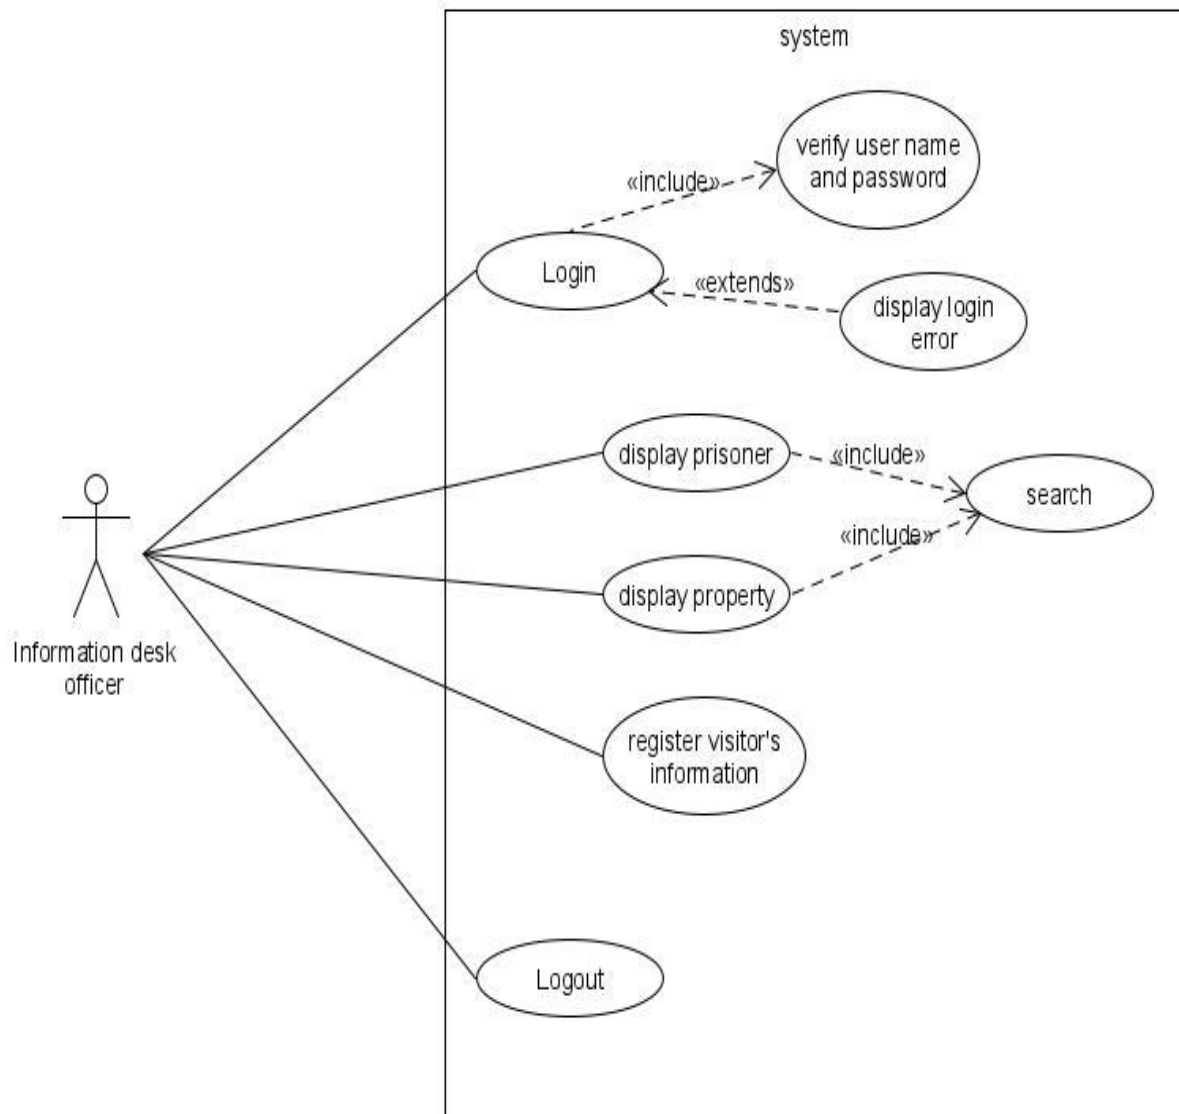 system
verify user name
and password
«include»
Login
«extends»
display login
error
display prisoner
«include»
search
«include»
display property
Information desk
officer
register visitor's
information
Logout